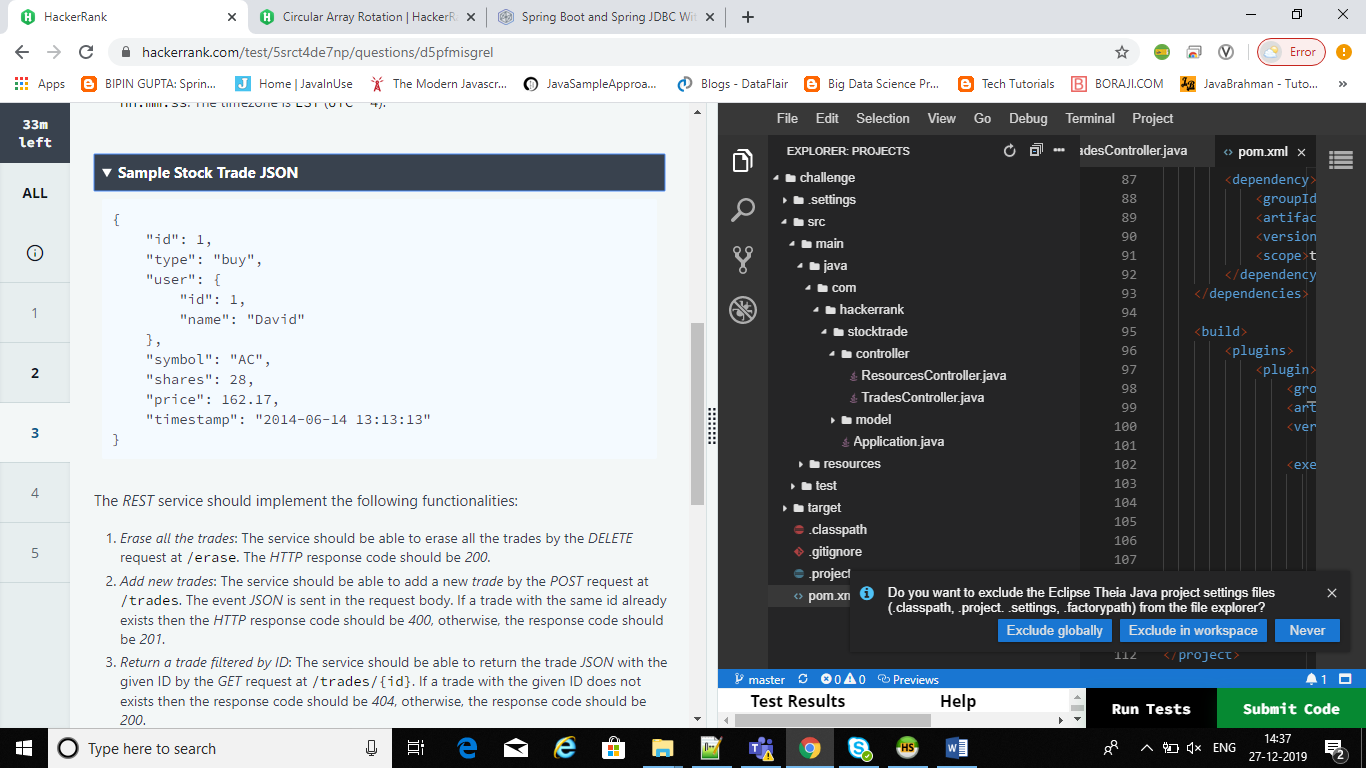 HackerRank
Circular Array Rotation | HackerR
Spring Boot and Spring JDBC Wit
hackerrank.com/test/5srct4de7np/questions/d5pfmisgrel
Error
Apps
BIPIN GUPTA: Sprin...
Home | JavaInUse
The Modern Javascr...
JavaSampleApproa...
Blogs - DataFlair
Big Data Science Pr...
Tech Tutorials
BORAJI.COM
JavaBrahman - Tuto...
»
33m
left
ALL
1
2
3
4
5
hh:mm:ss. The timezone is EST (UTC - 4).
Sample Stock Trade JSON
{
"id": 1,
"type": "buy",
"user": {
"id": 1,
"name": "David"
},
"symbol": "AC",
"shares": 28,
"price": 162.17,
"timestamp": "2014-06-14 13:13:13"
}
The REST service should implement the following functionalities:
1. Erase all the trades: The service should be able to erase all the trades by the DELETE
request at /erase. The HTTP response code should be 200.
2. Add new trades: The service should be able to add a new trade by the POST request at
/trades. The event JSON is sent in the request body. If a trade with the same id already
exists then the HTTP response code should be 400, otherwise, the response code should
be 201.
3. Return a trade filtered by ID: The service should be able to return the trade JSON with the
given ID by the GET request at /trades/{id}. If a trade with the given ID does not
exists then the response code should be 404, otherwise, the response code should be
200.
File Edit Selection View Go Debug Terminal Project
EXPLORER: PROJECTS
challenge
.settings
src
main
java
com
hackerrank
stocktrade
controller
ResourcesController.java
TradesController.java
model
Application.java
resources
test
target
.classpath
.gitignore
.project
pom.xm
adesController.java
pom.xml
87 <dependency>
88 <groupId
89 <artifac
90 <version
91 <scope>t
92 </dependency
93 </dependencies>
94
95 <build>
96 <plugins>
97 <plugin>
98 <gro
99 <art
100 <ver
101
102 <exe
103
104
105
106
107
112 </project>
Do you want to exclude the Eclipse Theia Java project settings files
(.classpath, .project. .settings, .factorypath) from the file explorer?
Exclude globally
Exclude in workspace
Never
master
0
0
Previews
1
Test Results
Help
Run Tests
Submit Code
Type here to search
HS
ENG
14:37
27-12-2019
2